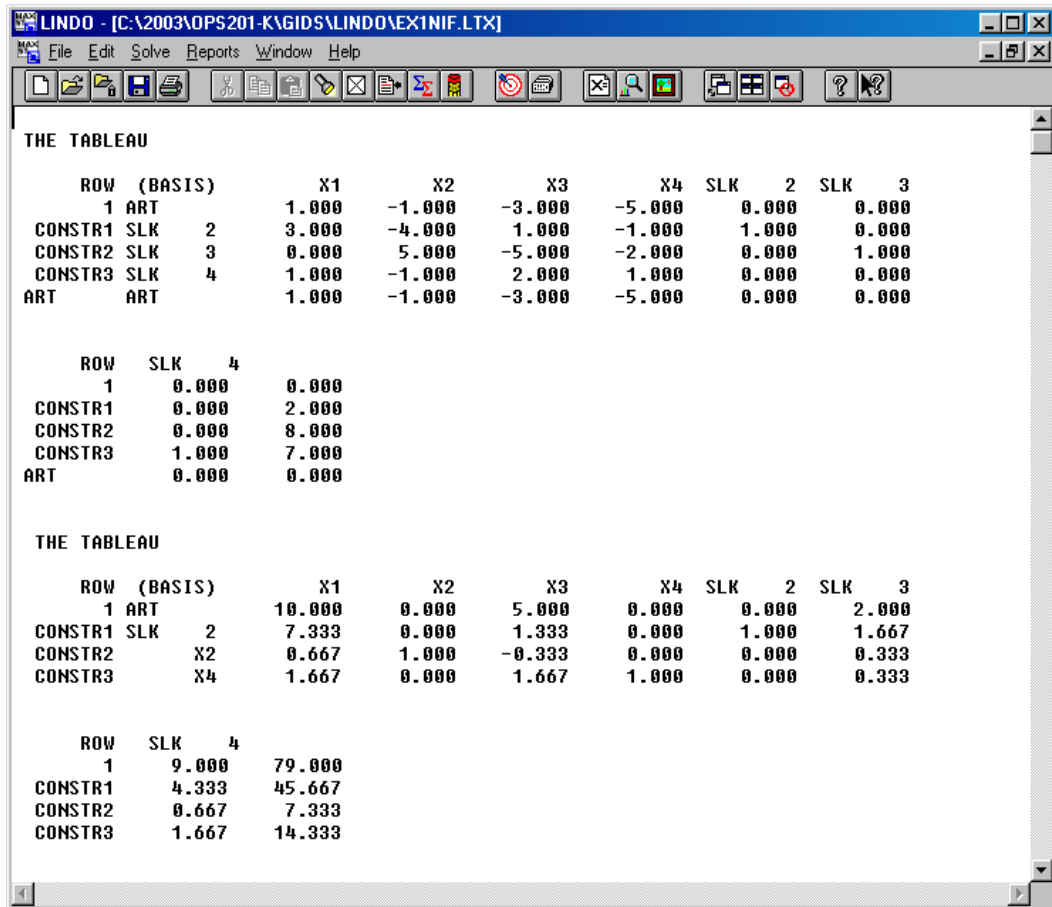 LINDO - [C:\2003\OPS201-K\GIDS\LINDO\EX1NIF.LTX]
File Edit Solve Reports Window Help
THE TABLEAU
ROW (BASIS) X1 X2 X3 X4 SLK 2 SLK 3
1 ART 1.000 -1.000 -3.000 -5.000 0.000 0.000
CONSTR1 SLK 2 3.000 -4.000 1.000 -1.000 1.000 0.000
CONSTR2 SLK 3 0.000 5.000 -5.000 -2.000 0.000 1.000
CONSTR3 SLK 4 1.000 -1.000 2.000 1.000 0.000 0.000
ART ART 1.000 -1.000 -3.000 -5.000 0.000 0.000
ROW SLK 4
1 0.000 0.000
CONSTR1 0.000 2.000
CONSTR2 0.000 8.000
CONSTR3 1.000 7.000
ART 0.000 0.000
THE TABLEAU
ROW (BASIS) X1 X2 X3 X4 SLK 2 SLK 3
1 ART 10.000 0.000 5.000 0.000 0.000 2.000
CONSTR1 SLK 2 7.333 0.000 1.333 0.000 1.000 1.667
CONSTR2 X2 0.667 1.000 -0.333 0.000 0.000 0.333
CONSTR3 X4 1.667 0.000 1.667 1.000 0.000 0.333
ROW SLK 4
1 9.000 79.000
CONSTR1 4.333 45.667
CONSTR2 0.667 7.333
CONSTR3 1.667 14.333